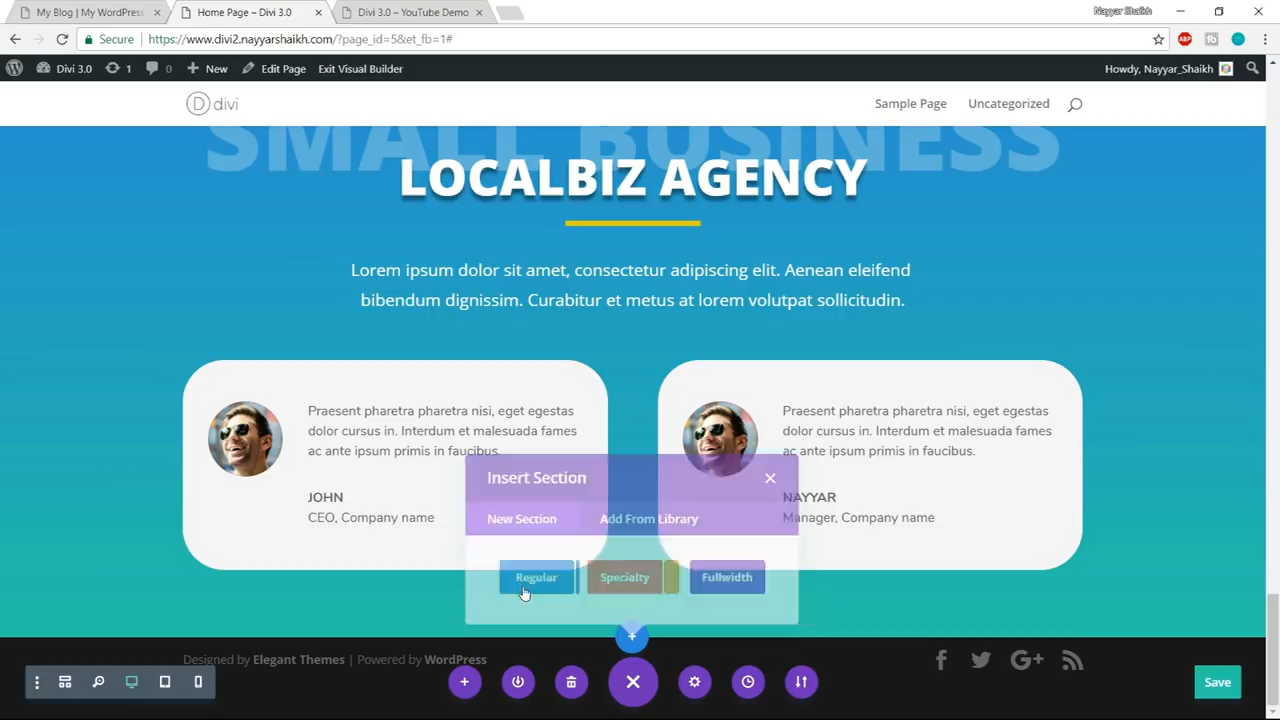 My Blog | My WordPress
Home Page – Divi 3.0
Divi 3.0 – YouTube Demo
Nayyar Shaikh
Secure
https://www.divi2.nayyarshaikh.com/?page_id=5&et_fb=1#
ABP
Divi 3.0
1
0
New
Edit Page
Exit Visual Builder
Howdy, Nayyar_Shaikh
D divi
Sample Page
Uncategorized
SMALL BUSINESS
LOCALBIZ AGENCY
Lorem ipsum dolor sit amet, consectetur adipiscing elit. Aenean eleifend
bibendum dignissim. Curabitur et metus at lorem volutpat sollicitudin.
Praesent pharetra pharetra nisi, eget egestas
dolor cursus in. Interdum et malesuada fames
ac ante ipsum primis in faucibus.
JOHN
CEO, Company name
Praesent pharetra pharetra nisi, eget egestas
dolor cursus in. Interdum et malesuada fames
ac ante ipsum primis in faucibus.
NAYYAR
Manager, Company name
Insert Section
New Section
Add From Library
Regular
Specialty
Fullwidth
Designed by Elegant Themes | Powered by WordPress
Save